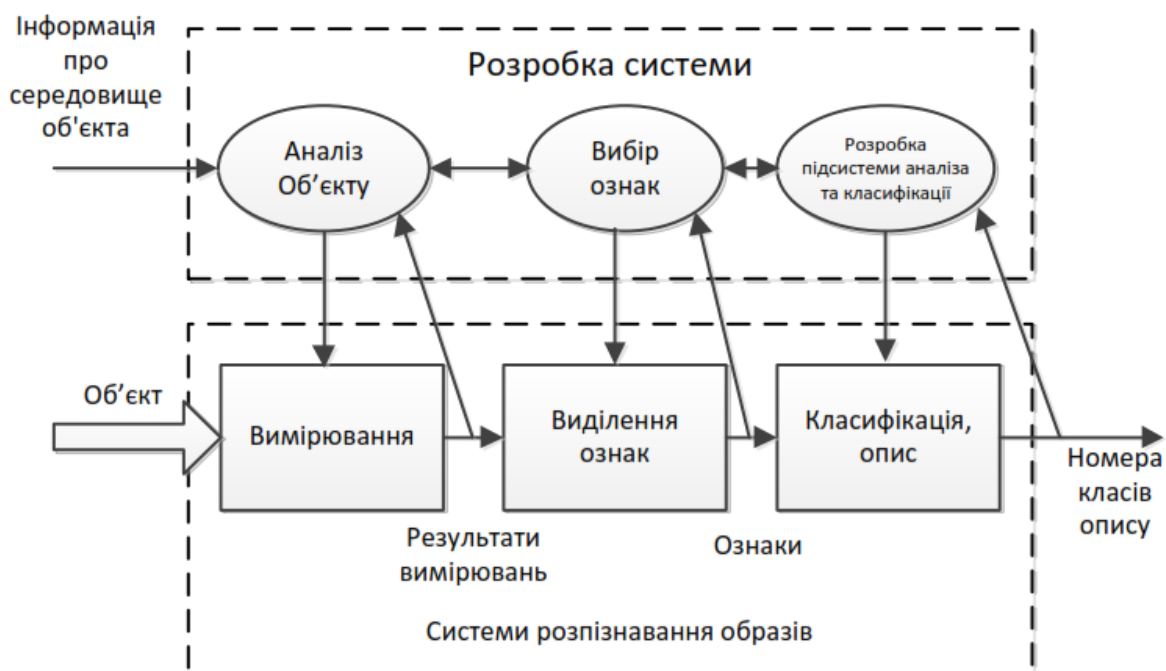 Інформація
про
середовище
об'єкта
Розробка системи
Аналіз
Об’єкту
Вибір
ознак
Розробка
підсистеми аналіза
та класифікації
Об’єкт
Вимірювання
Виділення
ознак
Класифікація,
опис
Номера
класів
опису
Результати
вимірювань
Ознаки
Системи розпізнавання образів